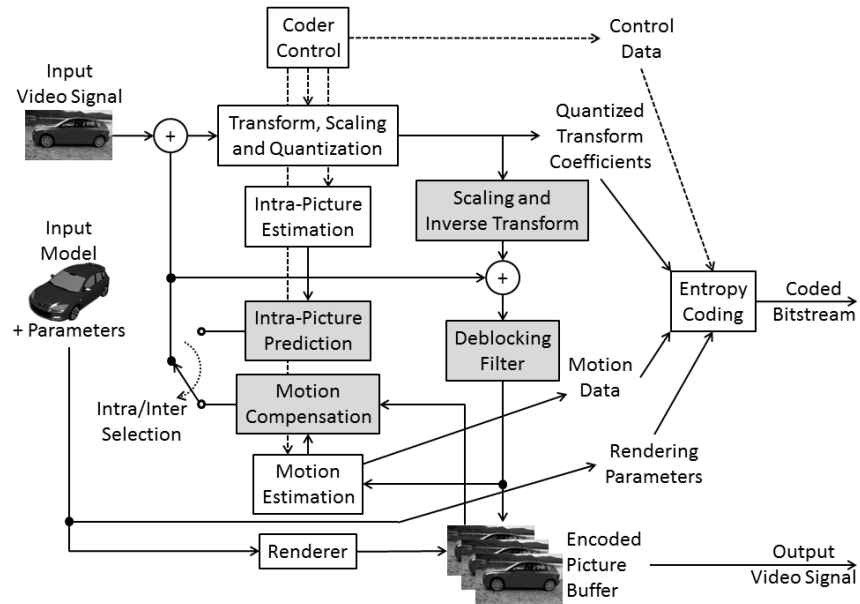 Coder
Control
Control
Data
Input
Video Signal
+
Transform, Scaling
and Quantization
Quantized
Transform
Coefficients
Intra-Picture
Estimation
Scaling and
Inverse Transform
Input
Model
+ Parameters
+
Entropy
Coding
Coded
Bitstream
Intra-Picture
Prediction
Deblocking
Filter
Motion
Data
Intra/Inter
Selection
Motion
Compensation
Motion
Estimation
Rendering
Parameters
Renderer
Encoded
Picture
Buffer
Output
Video Signal